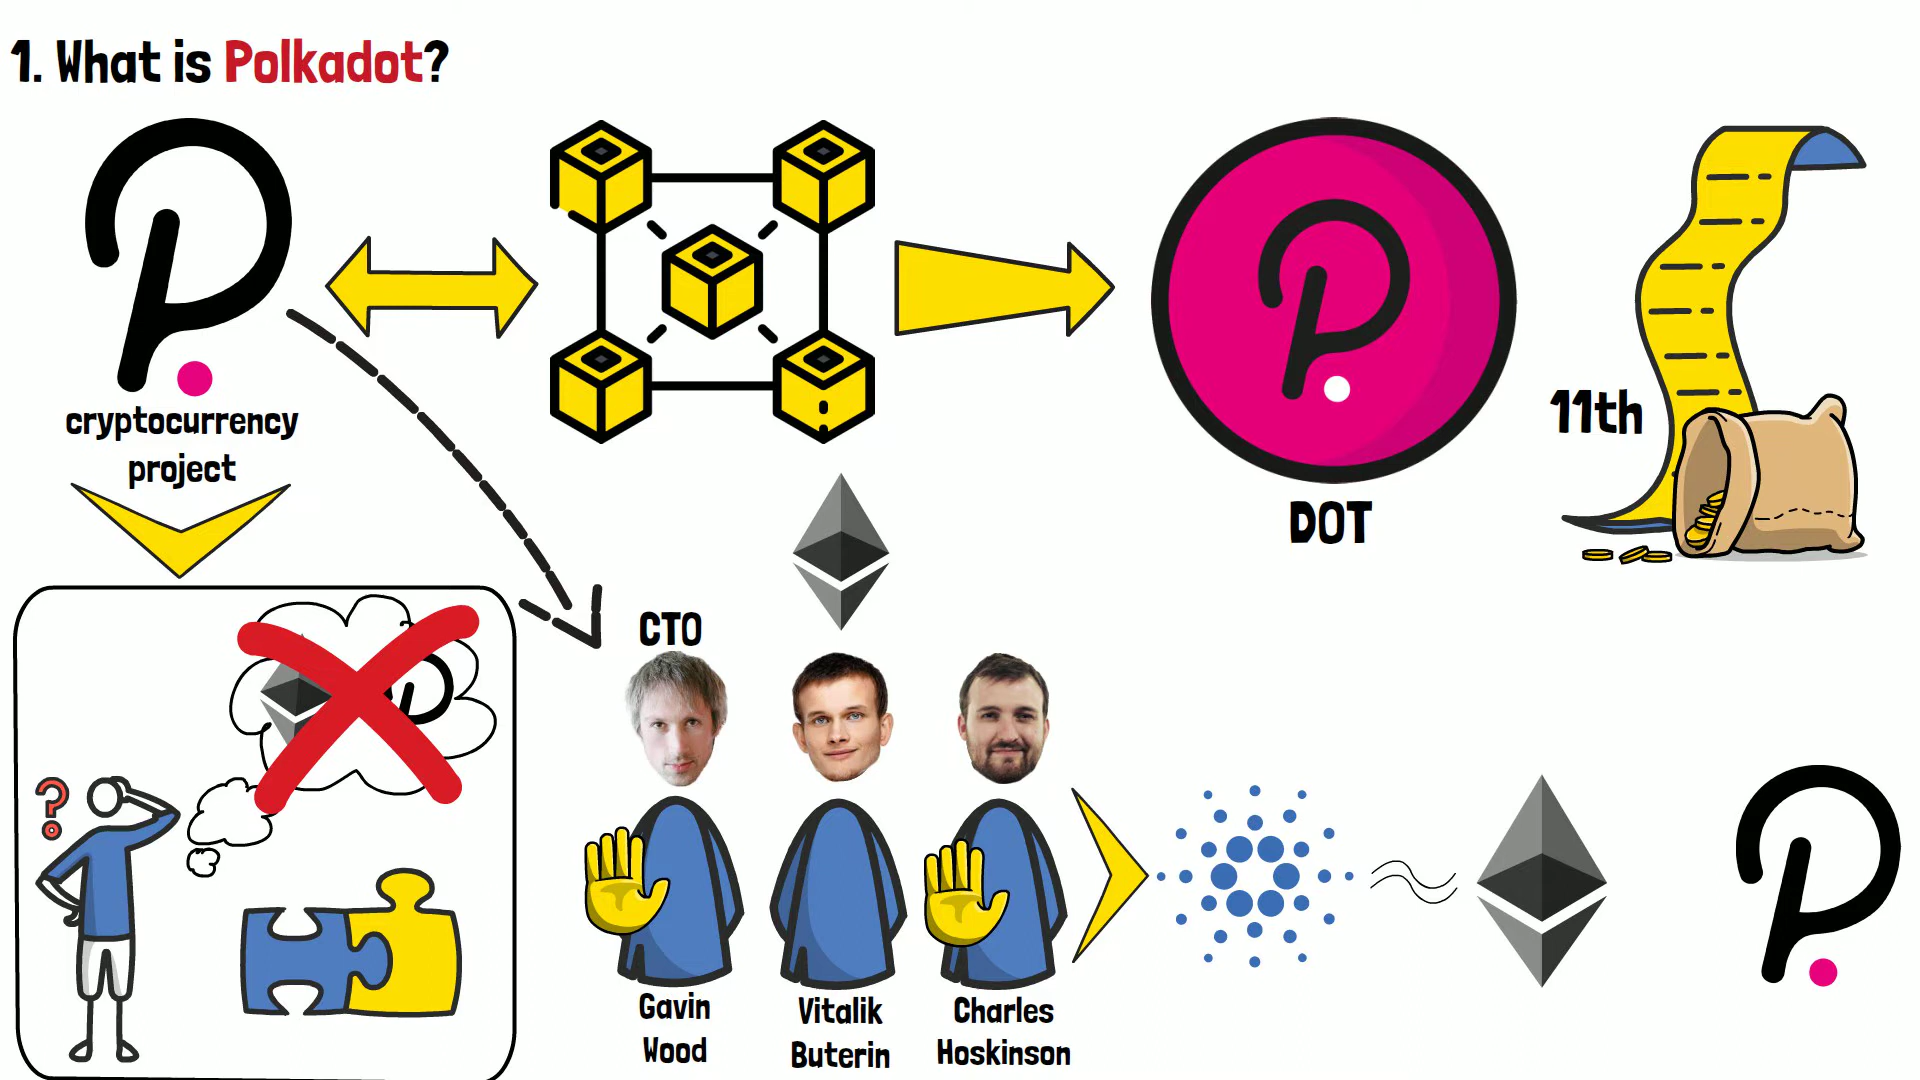 1. What is Polkadot?
cryptocurrency
project
DOT
11th
CTO
Gavin
Wood
Vitalik
Buterin
Charles
Hoskinson